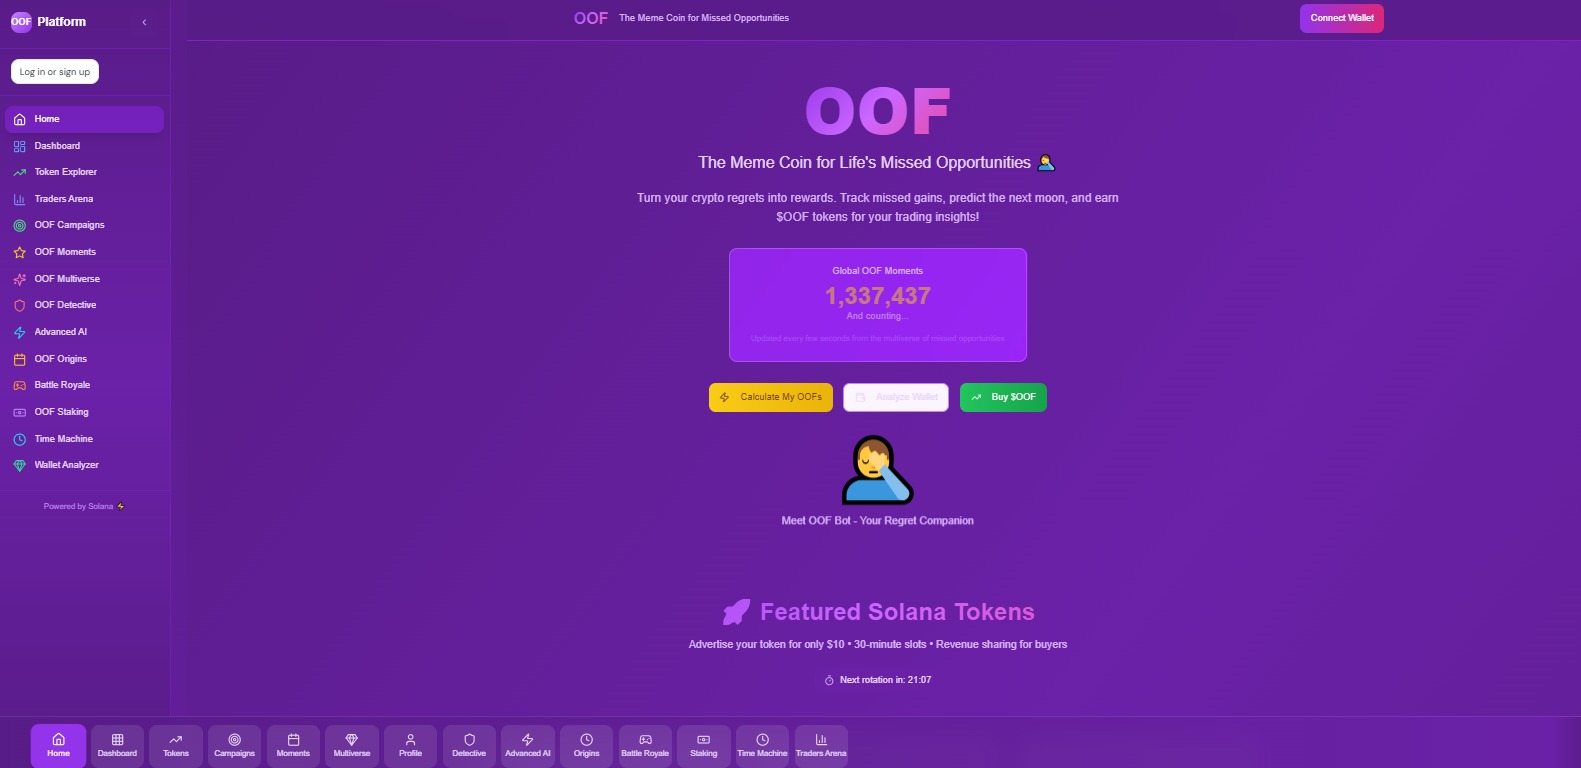 OOF Platform
Log in or sign up
Home
Dashboard
Token Explorer
Traders Arena
OOF Campaigns
OOF Moments
OOF Multiverse
OOF Detective
Advanced AI
OOF Origins
Battle Royale
OOF Staking
Time Machine
Wallet Analyzer
Powered by Solana
OOF The Meme Coin for Missed Opportunities
Connect Wallet
OOF
The Meme Coin for Life's Missed Opportunities
Turn your crypto regrets into rewards. Track missed gains, predict the next moon, and earn
$OOF tokens for your trading insights!
Global OOF Moments
1,337,437
And counting...
Updated every few seconds from the multiverse of missed opportunities
Calculate My OOFs
Analyze Wallet
Buy $OOF
Meet OOF Bot - Your Regret Companion
Featured Solana Tokens
Advertise your token for only $10 • 30-minute slots • Revenue sharing for buyers
Next rotation in: 21:07
Home
Dashboard
Tokens
Campaigns
Moments
Multiverse
Profile
Detective
Advanced AI
Origins
Battle Royale
Staking
Time Machine
Traders Arena